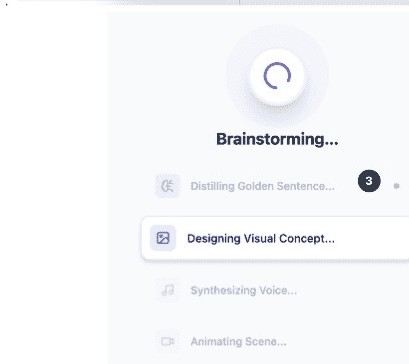 Brainstorming...
Distilling Golden Sentence...
3
Designing Visual Concept...
Synthesizing Voice...
Animating Scene...